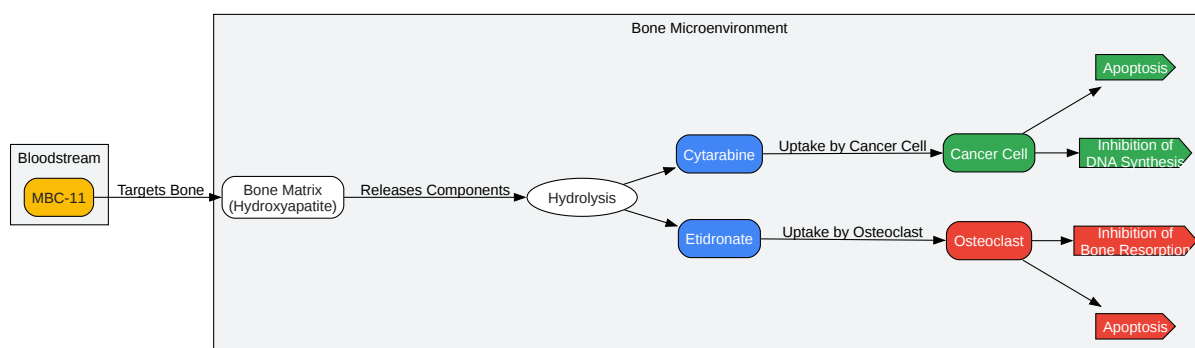 Bone Microenvironment
Bloodstream
MBC-11
Targets Bone
Bone Matrix
(Hydroxyapatite)
Releases Components
Hydrolysis
Cytarabine
Uptake by Cancer Cell
Cancer Cell
Apoptosis
Inhibition of
DNA Synthesis
Etidronate
Uptake by Osteoclast
Osteoclast
Inhibition of
Bone Resorption
Apoptosis